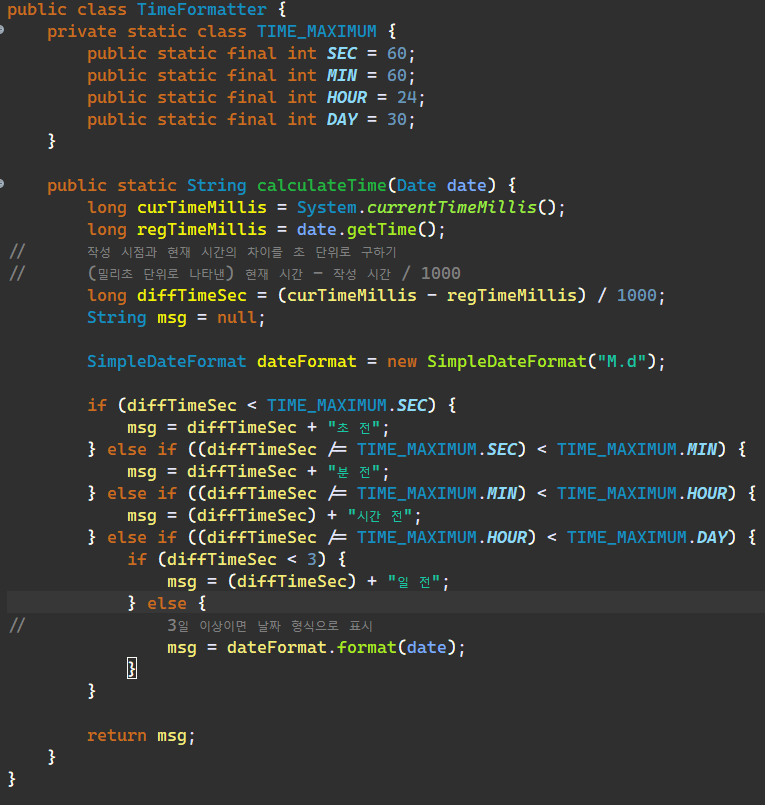 public class TimeFormatter {
private static class TIME_MAXIMUM {
public static final int SEC = 60;
public static final int MIN = 60;
public static final int HOUR = 24;
public static final int DAY = 30;
}
public static String calculateTime(Date date) {
long curTimeMillis = System.currentTimeMillis();
long regTimeMillis = date.getTime();
// 작성 시점과 현재 시간의 차이를 초 단위로 구하기
// (밀리초 단위로 나타낸) 현재 시간 - 작성 시간 / 1000
long diffTimeSec = (curTimeMillis - regTimeMillis) / 1000;
String msg = null;
SimpleDateFormat dateFormat = new SimpleDateFormat("M.d");
if (diffTimeSec < TIME_MAXIMUM.SEC) {
msg = diffTimeSec + "초 전";
} else if ((diffTimeSec /= TIME_MAXIMUM.SEC) < TIME_MAXIMUM.MIN) {
msg = diffTimeSec + "분 전";
} else if ((diffTimeSec /= TIME_MAXIMUM.MIN) < TIME_MAXIMUM.HOUR) {
msg = (diffTimeSec) + "시간 전";
} else if ((diffTimeSec /= TIME_MAXIMUM.HOUR) < TIME_MAXIMUM.DAY) {
if (diffTimeSec < 3) {
msg = (diffTimeSec) + "일 전";
} else {
// 3일 이상이면 날짜 형식으로 표시
msg = dateFormat.format(date);
}
}
return msg;
}
}